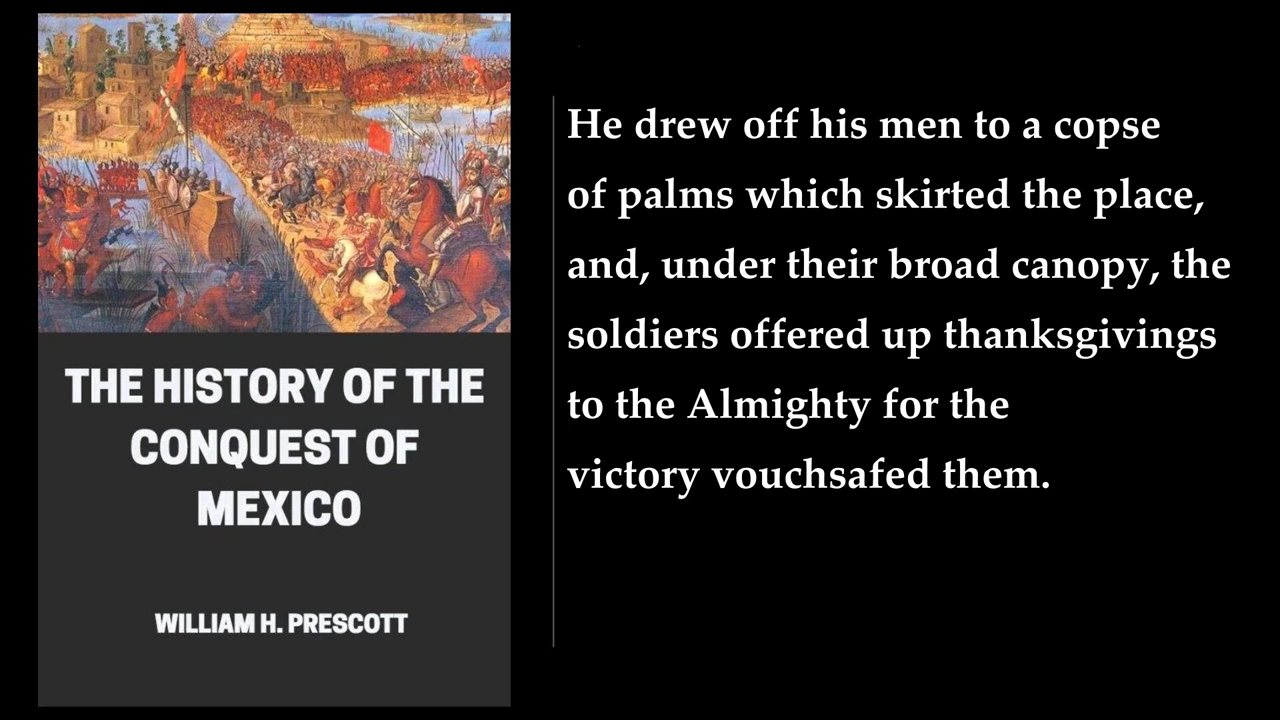 THE HISTORY OF THE
CONQUEST OF
MEXICO
WILLIAM H. PRESCOTT
He drew off his men to a copse
of palms which skirted the place,
and, under their broad canopy, the
soldiers offered up thanksgivings
to the Almighty for the
victory vouchsafed them.